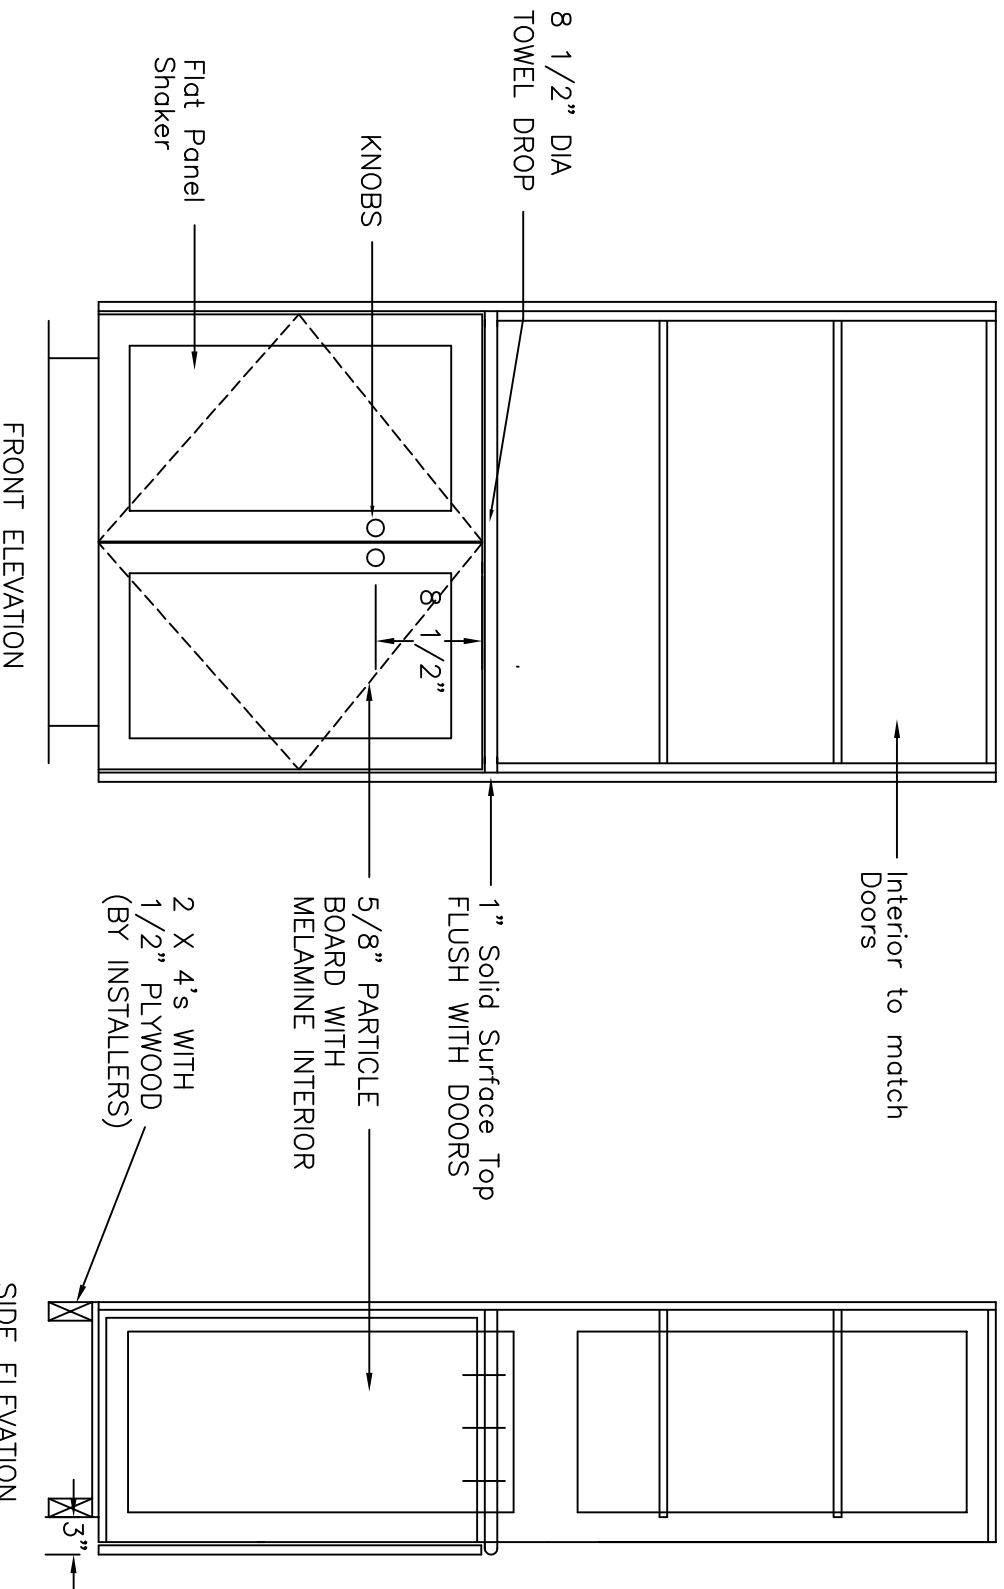 8 1/2" DIA
TOWEL DROP
KNOBS
Flat Panel
Shaker
8 1/2"
FRONT ELEVATION
Interior to match
Doors
1" Solid Surface Top
FLUSH WITH DOORS
5/8" PARTICLE
BOARD WITH
MELAMINE INTERIOR
2 X 4's WITH
1/2" PLYWOOD
(BY INSTALLERS)
3"
SIDE ELEVATION